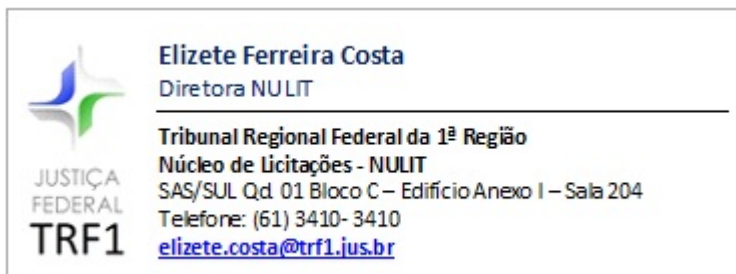 Elizete Ferreira Costa
Diretora NULIT
JUSTIÇA
FEDERAL
TRF1
Tribunal Regional Federal da 1ª Região
Núcleo de Licitações - NULIT
SAS/SUL Qd. 01 Bloco C – Edifício Anexo I – Sala 204
Telefone: (61) 3410- 3410
elizete.costa@trf1.jus.br